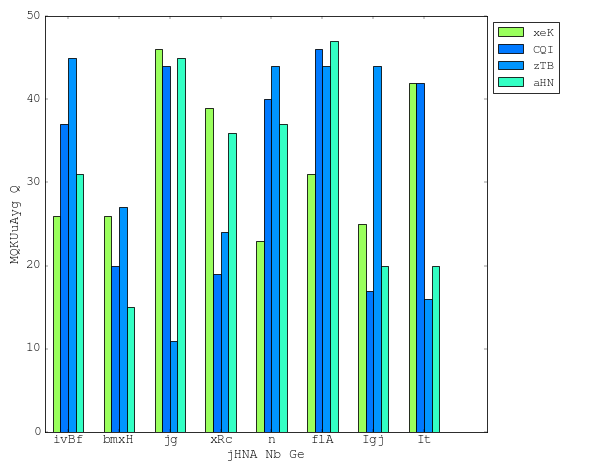 50
40
30
20
10
0
MQKUuAyg Q
ivBf bmxH jg xRc n flA Igj It
jHNA Nb Ge
xeK
CQI
zTB
aHN